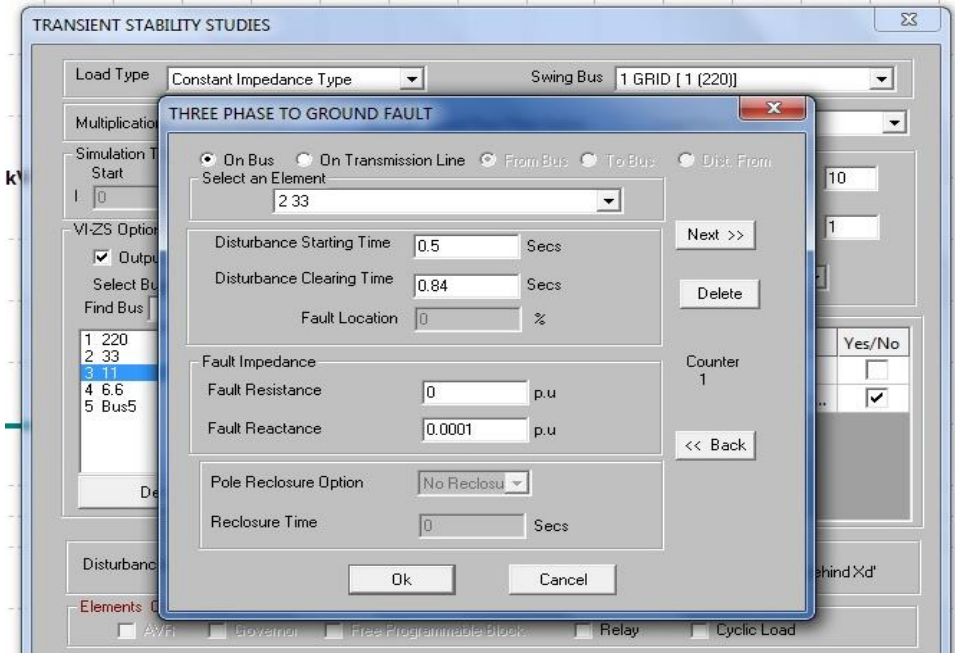 TRANSIENT STABILITY STUDIES
Load Type Constant Impedance Type Swing Bus 1 GRID [ 1 (220)]
Multiplication
THREE PHASE TO GROUND FAULT
Simulation T
Start
0
10
1
On Bus On Transmission Line From Bus To Bus Dist. From
Select an Element
2 33
VI-ZS Option
Outpu
Select Bu
Find Bus
1 220
2 33
3 11
4 6.6
5 Bus5
De
Disturbance Starting Time 0.5 Secs
Disturbance Clearing Time 0.84 Secs
Fault Location 0 %
Next >>
Delete
Counter
1
<< Back
Fault Impedance
Fault Resistance 0 p.u
Fault Reactance 0.0001 p.u
Pole Reclosure Option No Reclosu
Reclosure Time 0 Secs
Ok Cancel
Yes/No
Disturbanc
ehind Xd'
Elements
AVR Governor Free Programmable Block Relay Cyclic Load